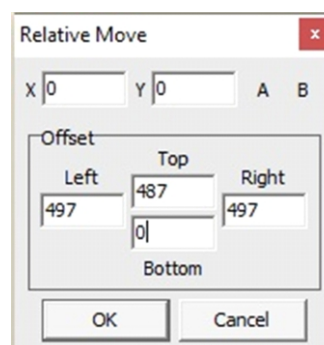 Relative Move x
X 0 Y 0 A B
Offset
Top
Left Right
487
497 497
0
Bottom
OK Cancel